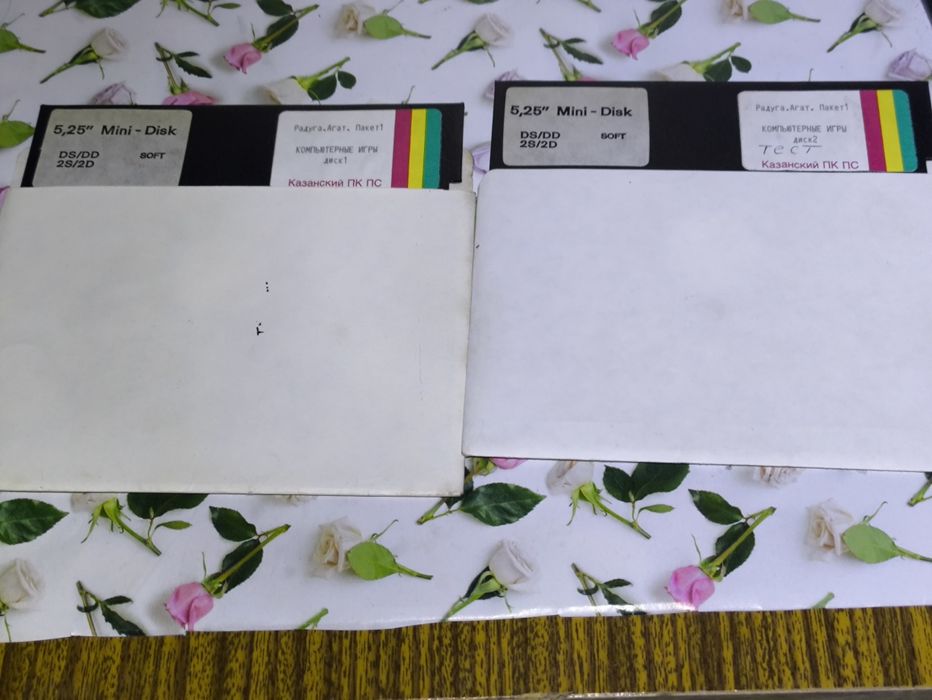 5,25″ Mini - Disk
DS/DD SOFT
2S/2D
Радуга.Агат. Пакет1
КОМПЬЮТЕРНЫЕ ИГРЫ
диск1
Казанский ПК ПС
5,25″ Mini - Disk
DS/DD SOFT
2S/2D
Радуга.Агат. Пакет1
КОМПЬЮТЕРНЫЕ ИГРЫ
диск2
тест
Казанский ПК ПС